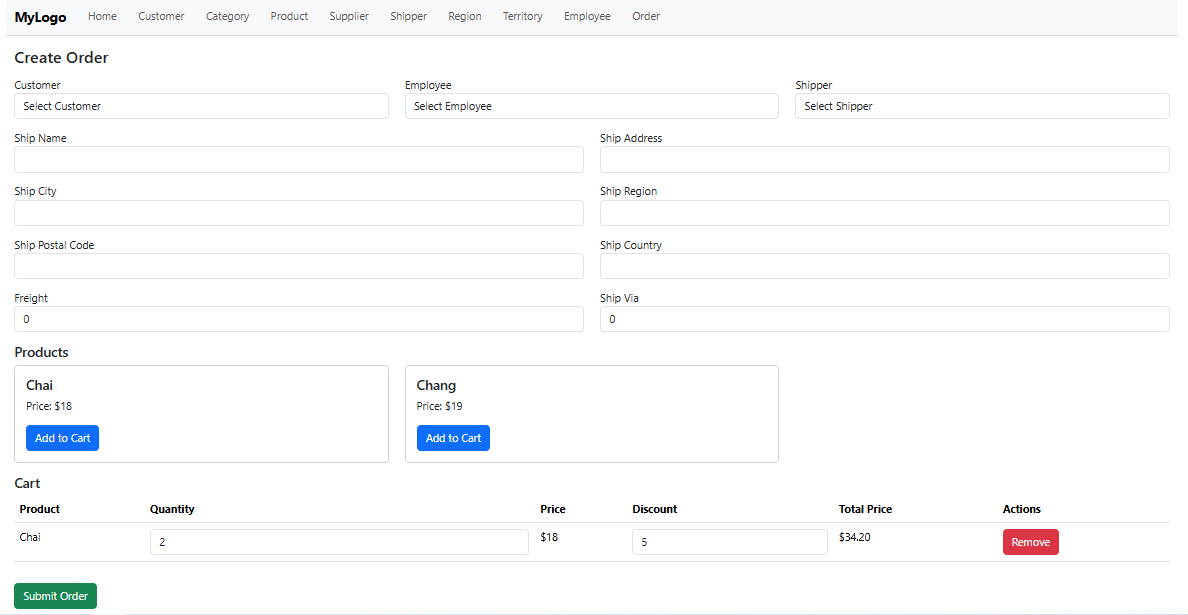 MyLogo Home Customer Category Product Supplier Shipper Region Territory Employee Order
Create Order
Customer Employee Shipper
Select Customer Select Employee Select Shipper
Ship Name Ship Address
Ship City Ship Region
Ship Postal Code Ship Country
Freight Ship Via
0 0
Products
Chai Chang
Price: $18 Price: $19
Add to Cart Add to Cart
Cart
Product Quantity Price Discount Total Price Actions
Chai 2 $18 5 $34.20 Remove
Submit Order